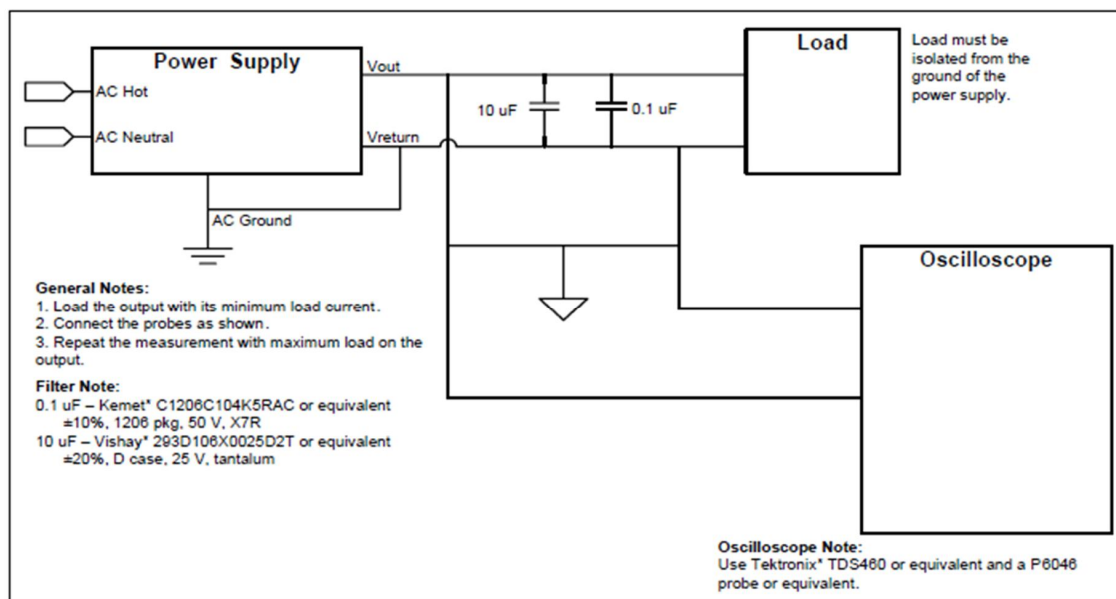 Power Supply
AC Hot
AC Neutral
Vout
Vreturn
AC Ground
10 uF
0.1 uF
Load
Load must be
isolated from the
ground of the
power supply.
Oscilloscope
General Notes:
1. Load the output with its minimum load current.
2. Connect the probes as shown.
3. Repeat the measurement with maximum load on the
output.
Filter Note:
0.1 uF – Kemet* C1206C104K5RAC or equivalent
±10%, 1206 pkg, 50 V, X7R
10 uF – Vishay* 293D106X0025D2T or equivalent
±20%, D case, 25 V, tantalum
Oscilloscope Note:
Use Tektronix* TDS460 or equivalent and a P6046
probe or equivalent.